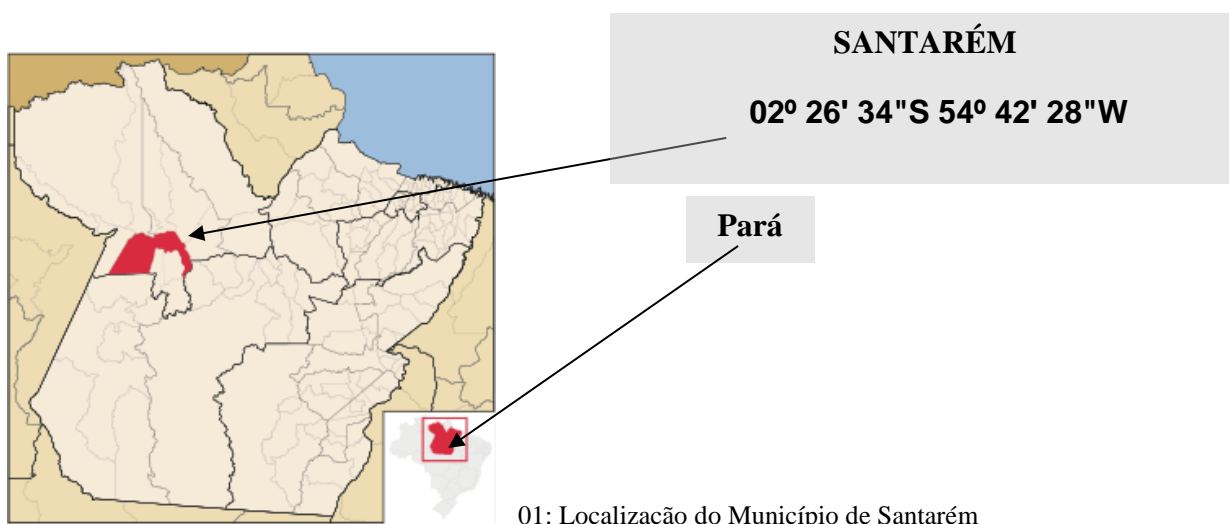 SANTARÉM
02º 26' 34"S 54º 42' 28"W
Pará
01: Localização do Município de Santarém